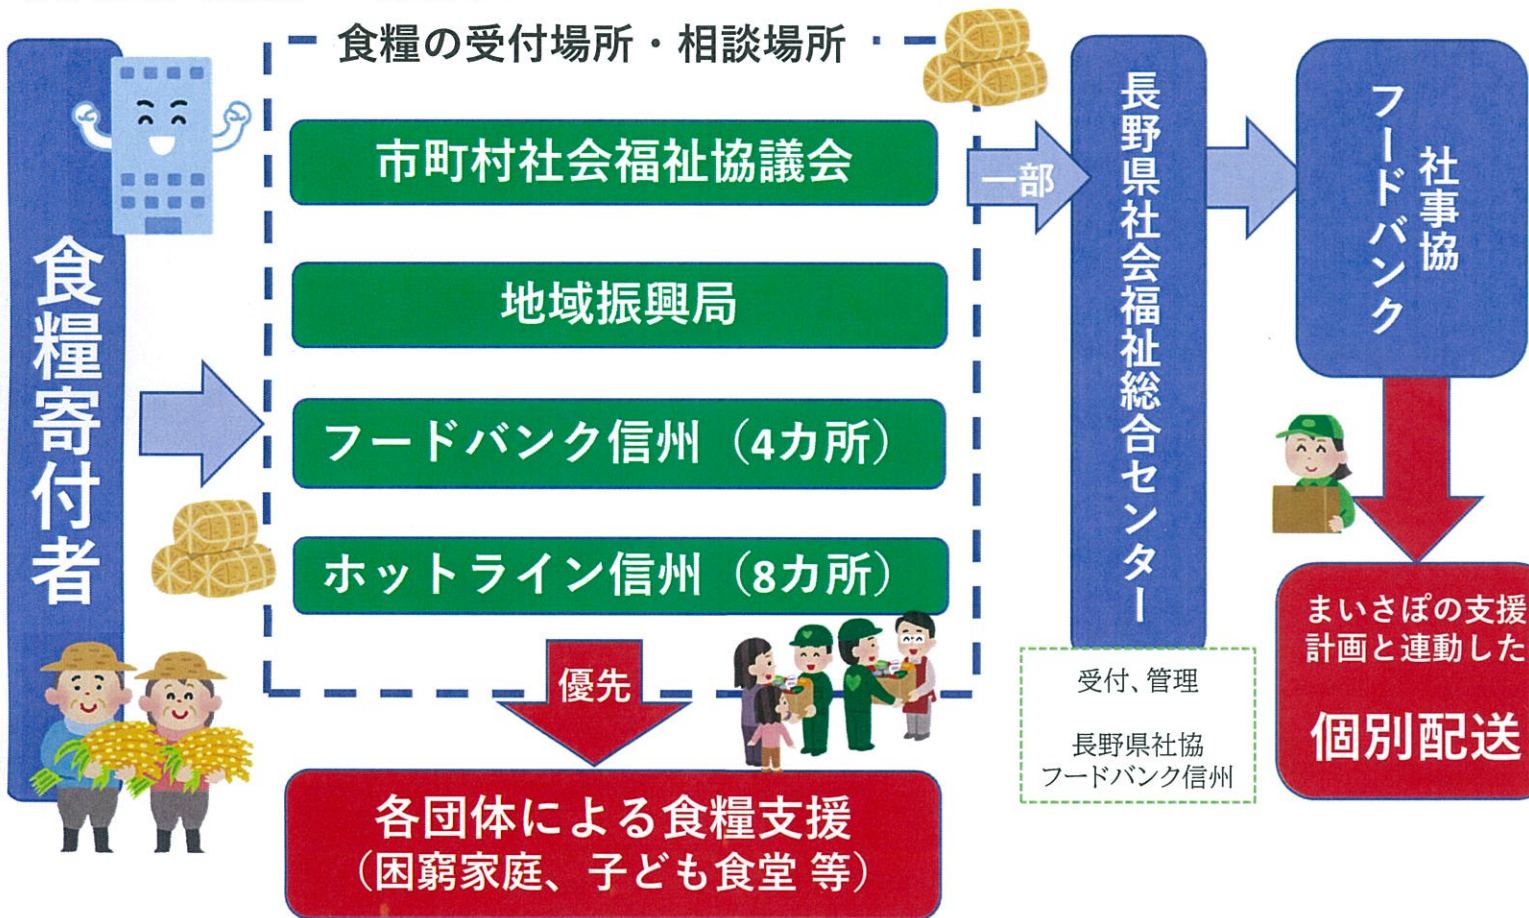 食糧の受付場所・相談場所
食糧寄付者
市町村社会福祉協議会
地域振興局
フードバンク信州（4カ所）
ホットライン信州（8カ所）
優先
各団体による食糧支援
（困窮家庭、子ども食堂 等）
一部
長野県社会福祉総合センター
受付、管理
長野県社協
フードバンク信州
社事協
フードバンク
まいさぽの支援
計画と連動した
個別配送